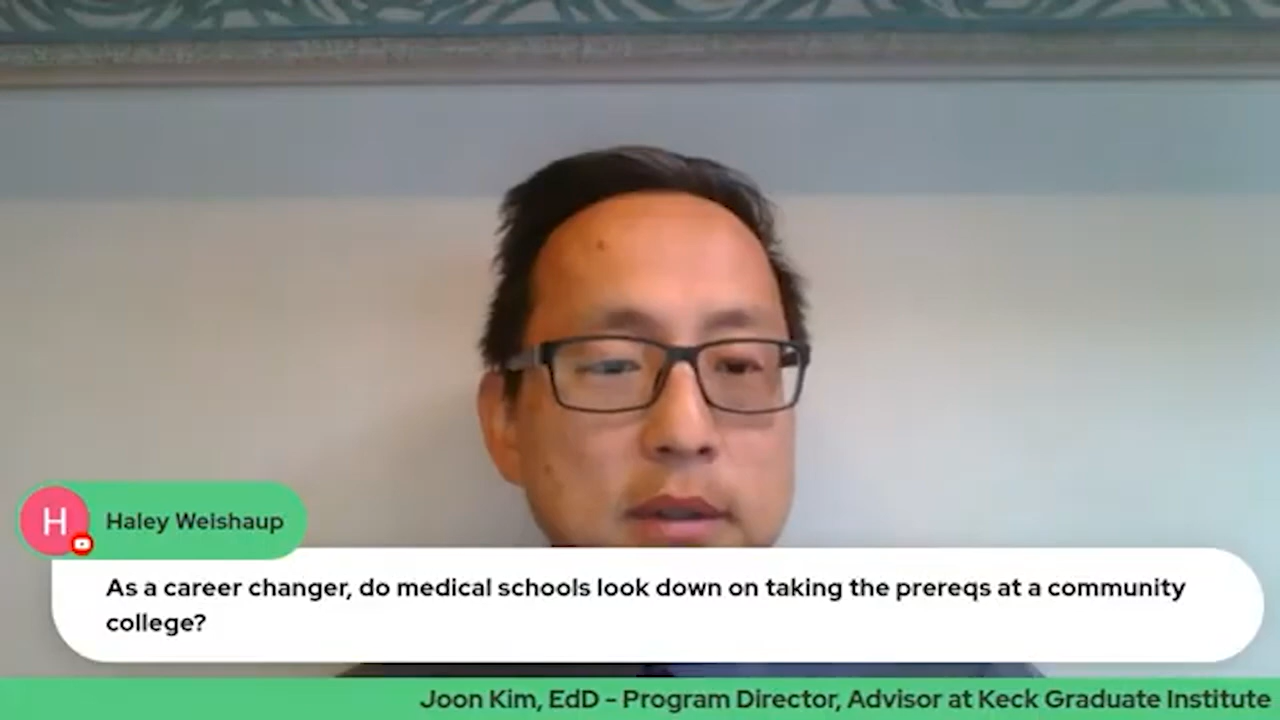 H
Haley Weishaup
As a career changer, do medical schools look down on taking the prereqs at a community
college?
Joon Kim, EdD - Program Director, Advisor at Keck Graduate Institute